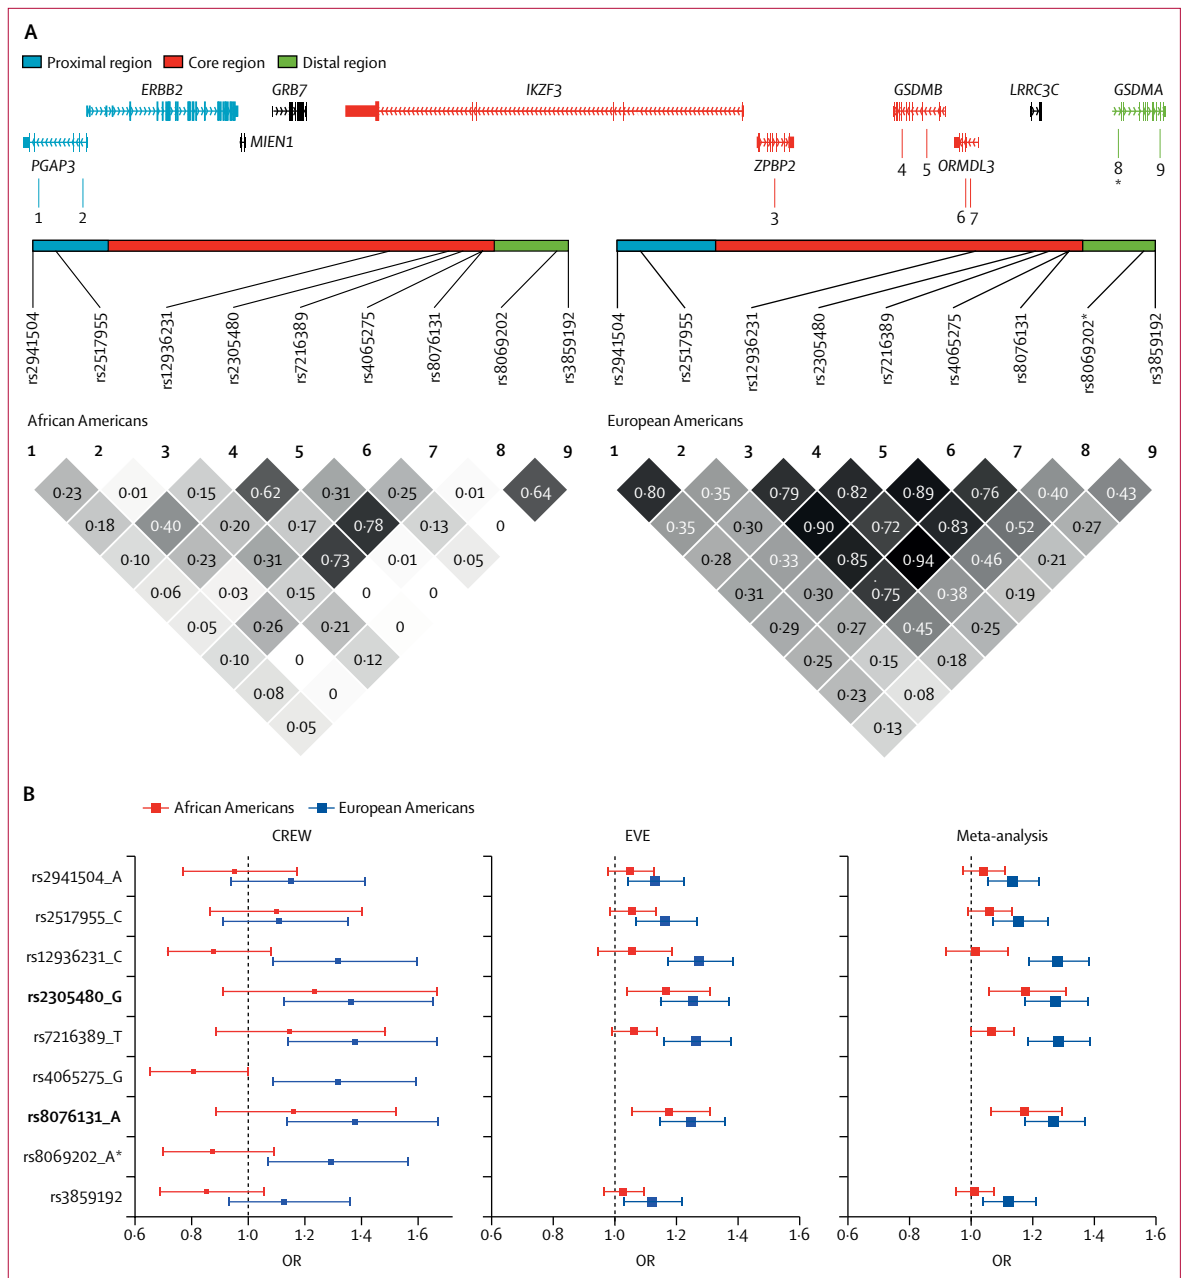 A
Proximal region Core region Distal region
ERBB2 GRB7 IKZF3 GSDMB LRRC3C GSDMA
MIEN1
PGAP3 ZPBP2 ORMDL3
4 5 8 9
*
1 2 3 6 7
rs2941504 rs2517955 rs12936231 rs2305480 rs7216389 rs4065275 rs8076131 rs8069202 rs3859192
rs2941504 rs2517955 rs12936231 rs2305480 rs7216389 rs4065275 rs8076131 rs8069202* rs3859192
African Americans
1 2 3 4 5 6 7 8 9
0·23 0·01 0·15 0·62 0·31 0·25 0·01 0·64
0·18 0·40 0·20 0·17 0·78 0·13 0
0·10 0·23 0·31 0·73 0·01 0·05
0·06 0·03 0·15 0 0
0·05 0·26 0·21 0
0·10 0 0·12
0·08 0
0·05
European Americans
1 2 3 4 5 6 7 8 9
0·80 0·35 0·79 0·82 0·89 0·76 0·40 0·43
0·35 0·30 0·90 0·72 0·83 0·52 0·27
0·28 0·33 0·85 0·94 0·46 0·21
0·31 0·30 0·75 0·38 0·19
0·29 0·27 0·45 0·25
0·25 0·15 0·18
0·23 0·08
0·13
B
African Americans European Americans
CREW EVE Meta-analysis
rs2941504_A
rs2517955_C
rs12936231_C
rs2305480_G
rs7216389_T
rs4065275_G
rs8076131_A
rs8069202_A*
rs3859192
0·6 0·8 1·0 1·2 1·4 1·6 0·6 0·8 1·0 1·2 1·4 1·6 0·6 0·8 1·0 1·2 1·4 1·6
OR OR OR